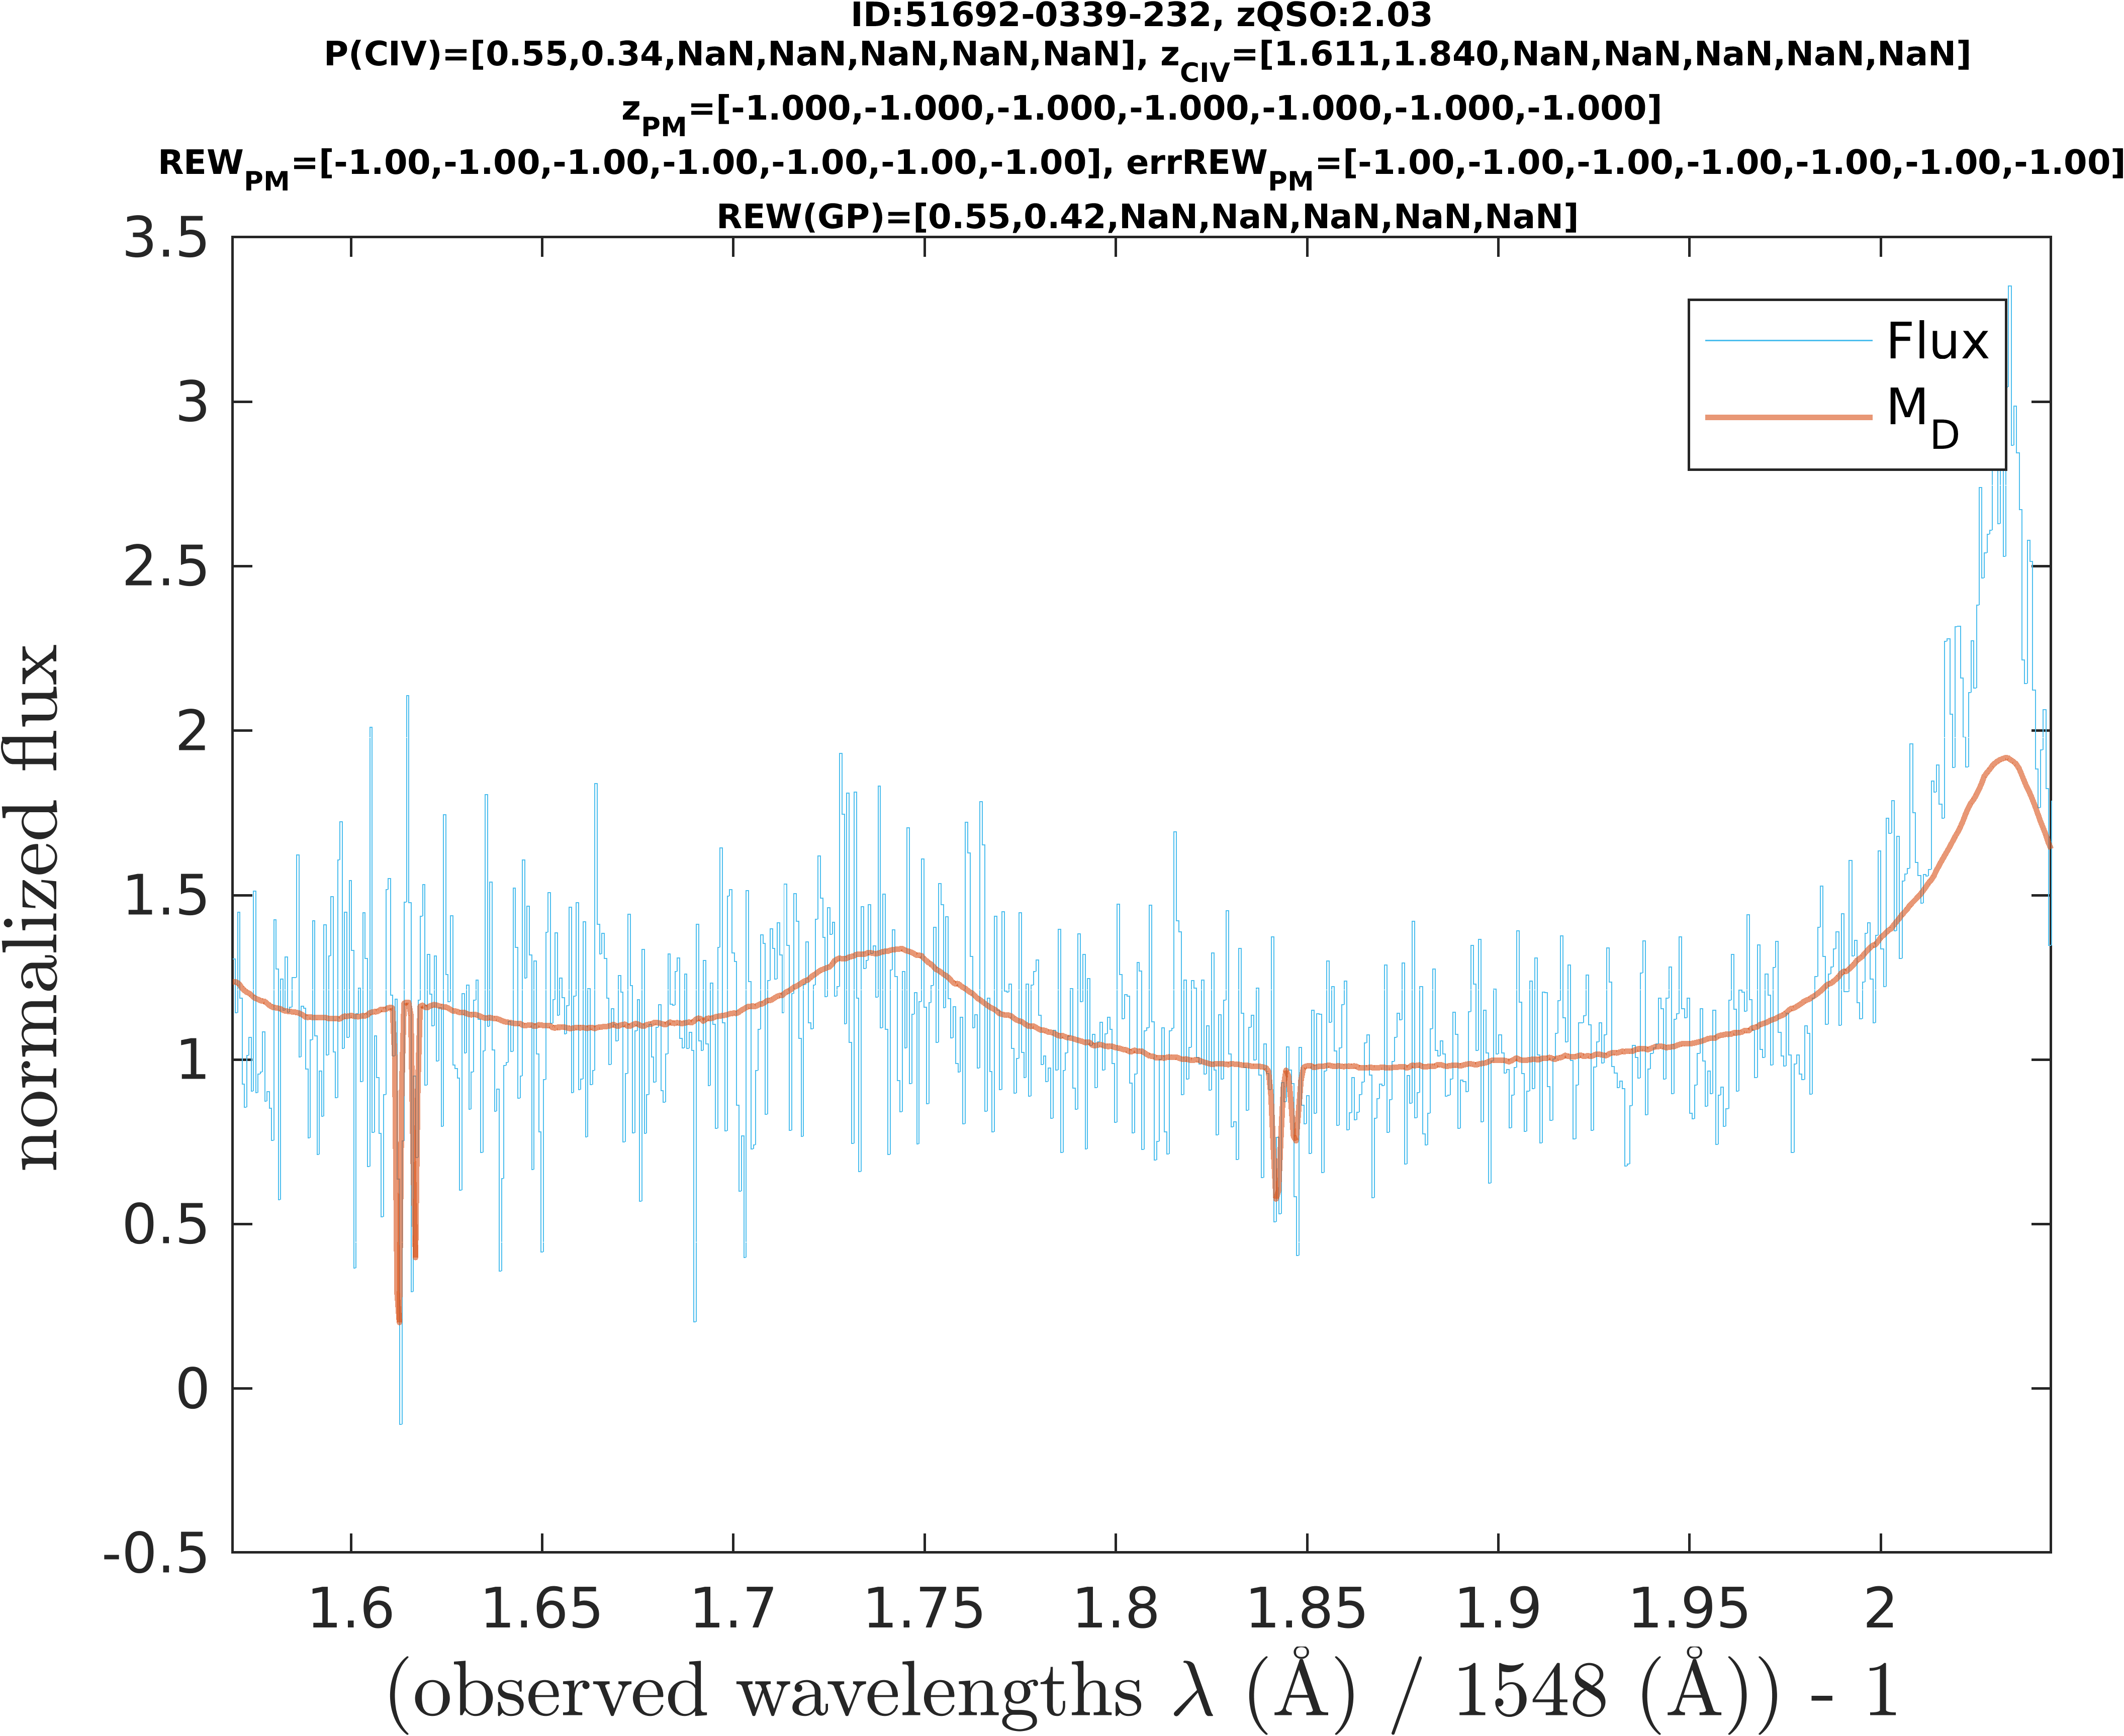 ID:51692-0339-232, zQSO:2.03
P(CIV)=[0.55,0.34,NaN,NaN,NaN,NaN,NaN], zCIV=[1.611,1.840,NaN,NaN,NaN,NaN,NaN]
zPM=[-1.000,-1.000,-1.000,-1.000,-1.000,-1.000,-1.000]
REWPM=[-1.00,-1.00,-1.00,-1.00,-1.00,-1.00,-1.00], errREWPM=[-1.00,-1.00,-1.00,-1.00,-1.00,-1.00,-1.00]
REW(GP)=[0.55,0.42,NaN,NaN,NaN,NaN,NaN]
3.5
3
2.5
2
1.5
1
0.5
0
-0.5
normalized flux
Flux
MD
1.6 1.65 1.7 1.75 1.8 1.85 1.9 1.95 2
(observed wavelengths λ (Å) / 1548 (Å)) - 1